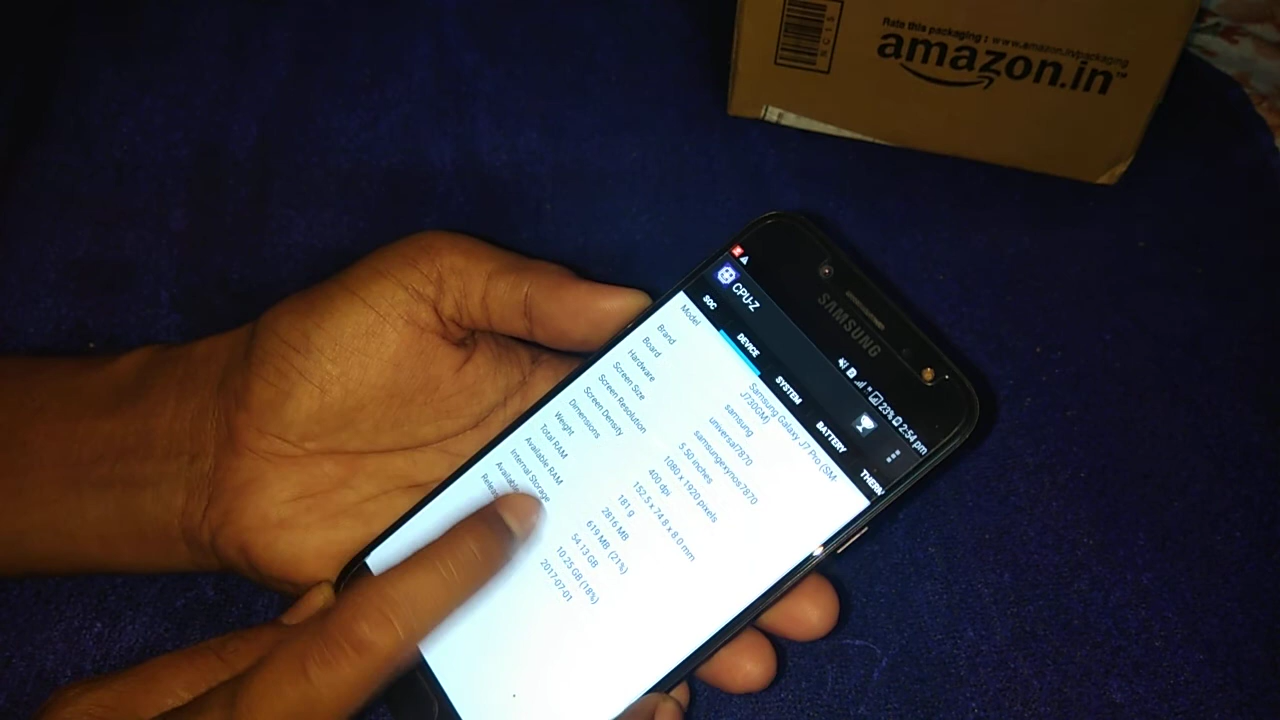 Rate this packaging : www.amazon.in/packaging
amazon.in™
SAMSUNG
23% 2:54 pm
CPU-Z
SOC DEVICE SYSTEM BATTERY THERM
Model Samsung Galaxy J7 Pro (SM-
J730GM)
Brand samsung
Board universal7870
Hardware samsungexynos7870
Screen Size 5.50 inches
Screen Resolution 1080 x 1920 pixels
Screen Density 400 dpi
Dimensions 152.5 x 74.8 x 8.0 mm
Weight 181 g
Total RAM 2816 MB
Available RAM 619 MB (21%)
Internal Storage 54.13 GB
10.25 GB (18%)
2017-07-01